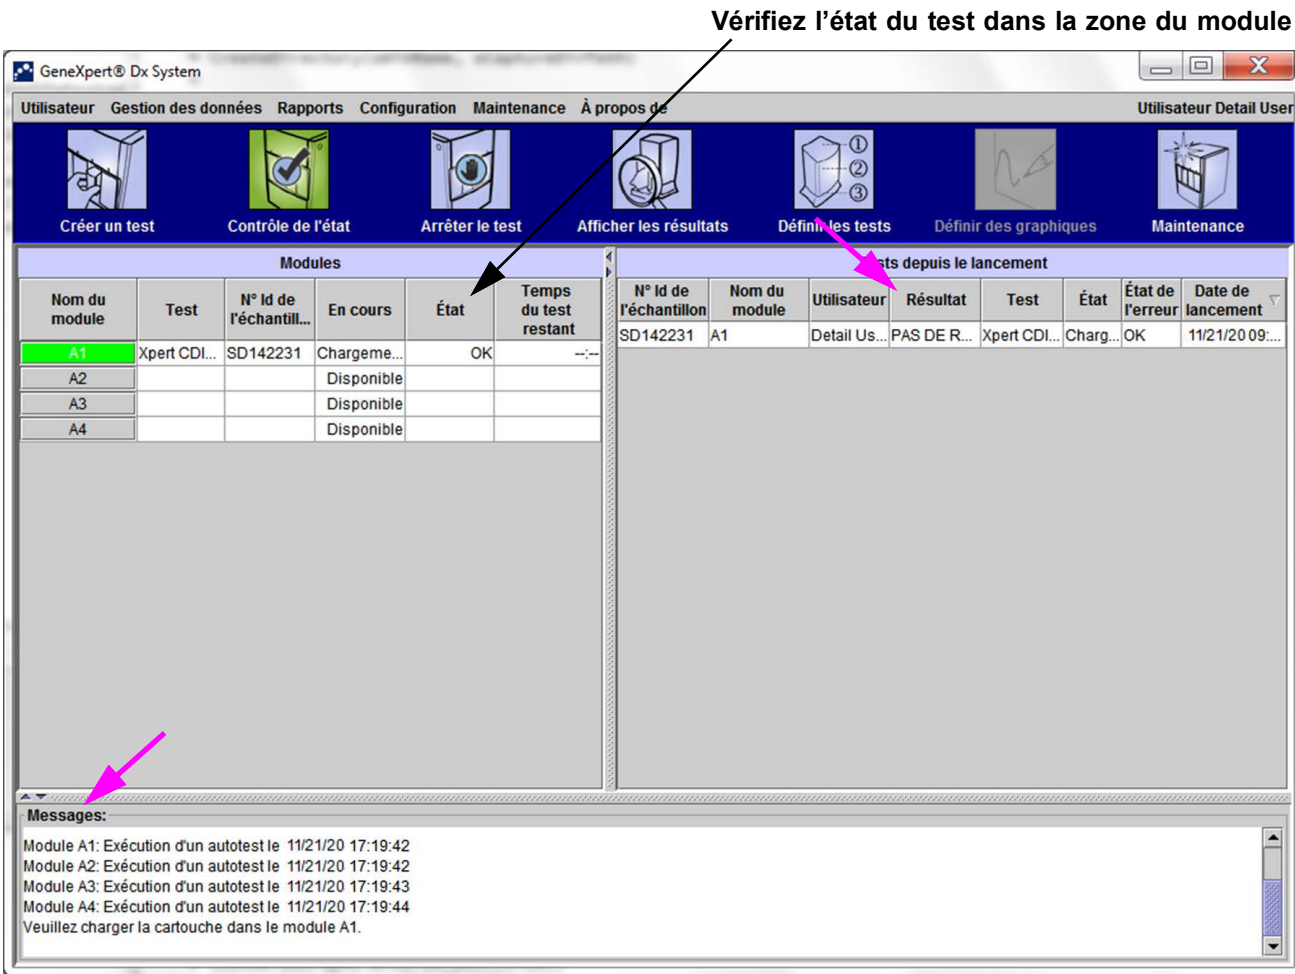 Vérifiez l’état du test dans la zone du module
GeneXpert® Dx System
Utilisateur Gestion des données Rapports Configuration Maintenance À propos de Utilisateur Detail User
① ② ③
Créer un test Contrôle de l'état Arrêter le test Afficher les résultats Définir les tests Définir des graphiques Maintenance
Modules
Nom du module Test N° Id de l'échantill... En cours État Temps du test restant
A1 Xpert CDI... SD142231 Chargeme... OK --:--
A2 Disponible
A3 Disponible
A4 Disponible
sts depuis le lancement
N° Id de l'échantillon Nom du module Utilisateur Résultat Test État État de l'erreur Date de lancement
SD142231 A1 Detail Us... PAS DE R... Xpert CDI... Charg... OK 11/21/20 09:...
Messages:
Module A1: Exécution d'un autotest le 11/21/20 17:19:42
Module A2: Exécution d'un autotest le 11/21/20 17:19:42
Module A3: Exécution d'un autotest le 11/21/20 17:19:43
Module A4: Exécution d'un autotest le 11/21/20 17:19:44
Veuillez charger la cartouche dans le module A1.